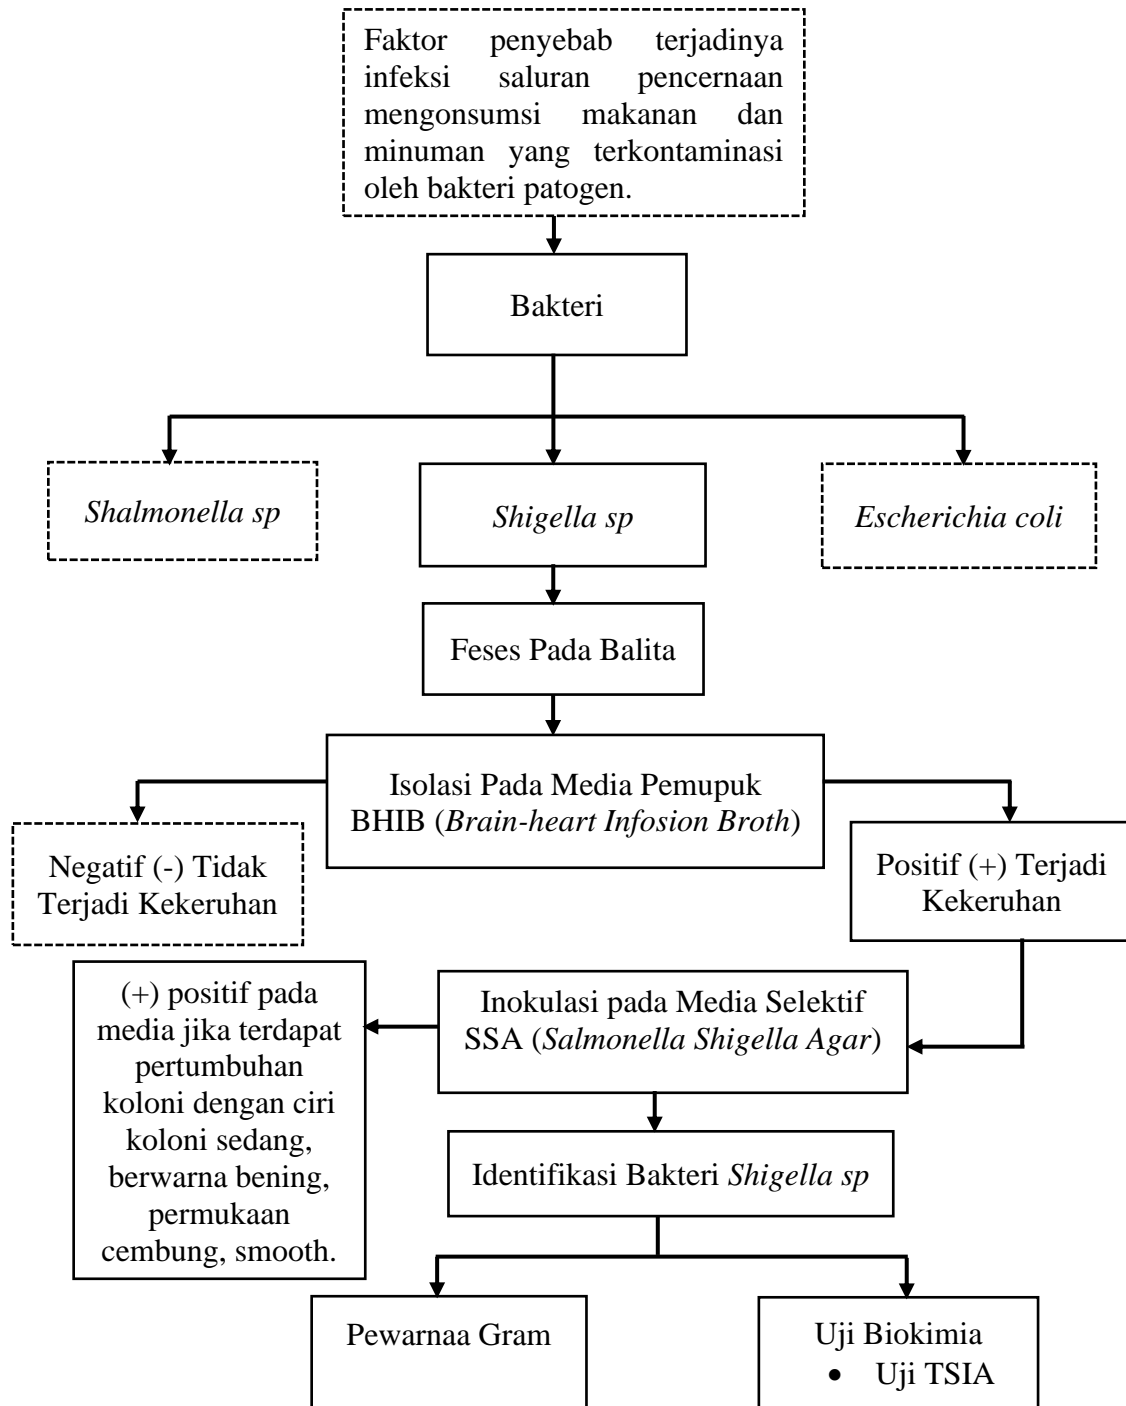 Faktor penyebab terjadinya
infeksi saluran pencernaan
mengonsumsi makanan dan
minuman yang terkontaminasi
oleh bakteri patogen.
Bakteri
Shalmonella sp
Shigella sp
Escherichia coli
Feses Pada Balita
Isolasi Pada Media Pemupuk
BHIB (Brain-heart Infosion Broth)
Negatif (-) Tidak
Terjadi Kekeruhan
Positif (+) Terjadi
Kekeruhan
(+) positif pada
media jika terdapat
pertumbuhan
koloni dengan ciri
koloni sedang,
berwarna bening,
permukaan
cembung, smooth.
Inokulasi pada Media Selektif
SSA (Salmonella Shigella Agar)
Identifikasi Bakteri Shigella sp
Pewarnaa Gram
Uji Biokimia
• Uji TSIA